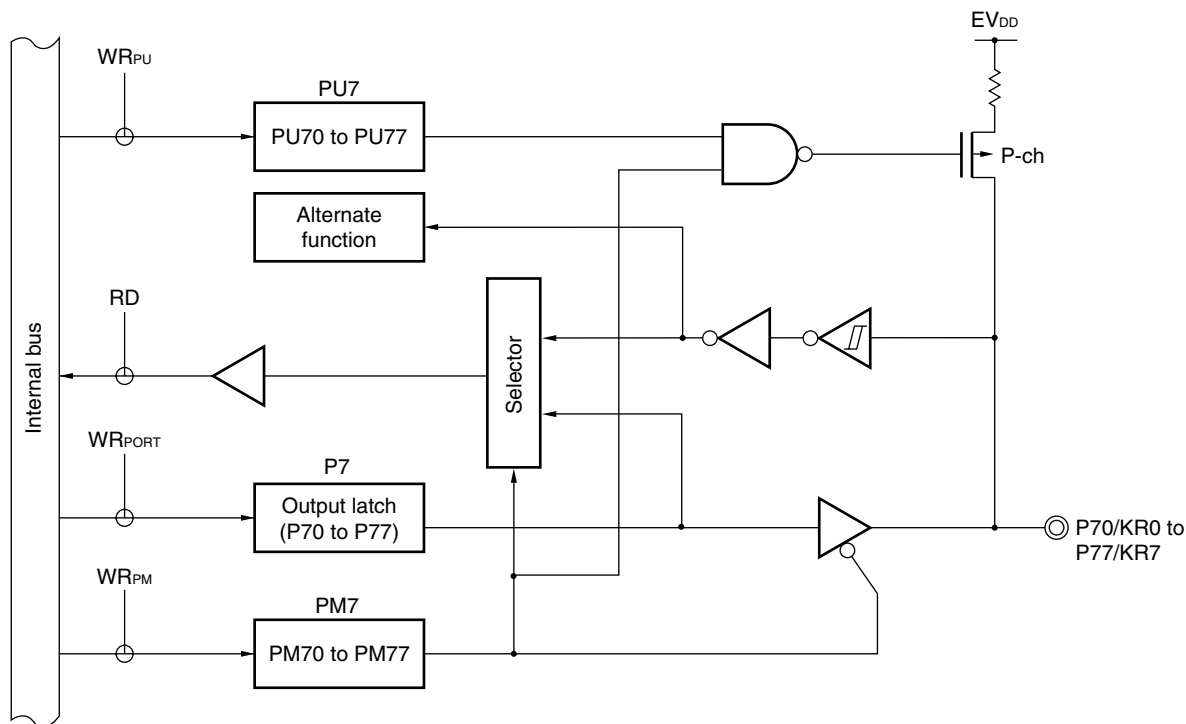 EVDD
WRPU
PU7
PU70 to PU77
P-ch
Alternate
function
RD
Selector
Internal bus
WRPORT
P7
Output latch
(P70 to P77)
P70/KR0 to
P77/KR7
WRPM
PM7
PM70 to PM77